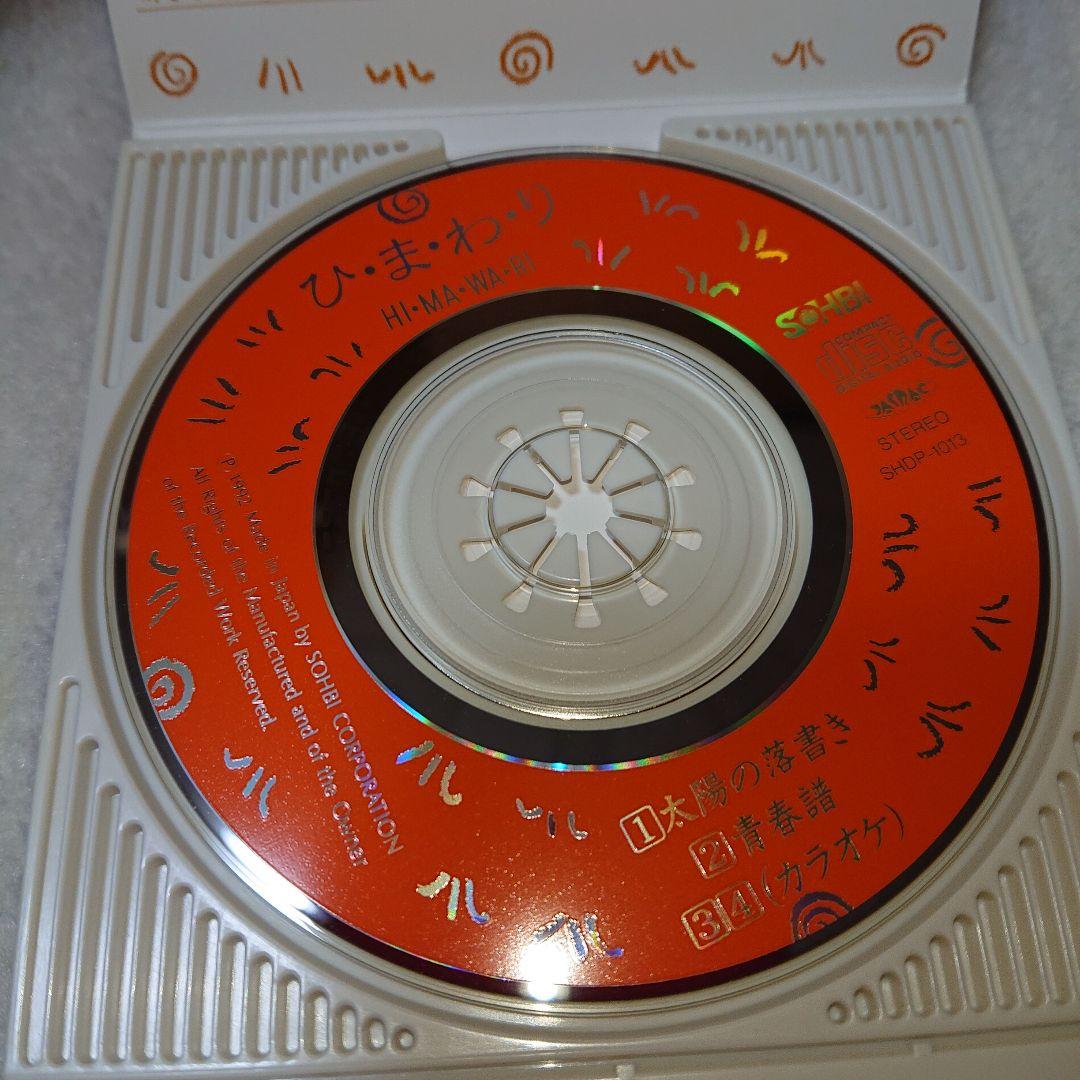 ひ・ま・わ・り
HI・MA・WA・RI
SOHBI
COMPACT
disc
DIGITAL AUDIO
JASRAC
STEREO
SHDP-1013
℗ 1992 Made in Japan by SOHBI CORPORATION
All Rights of the Manufactured and of the Owner
of the Recorded Work Reserved.
1太陽の落書き
2青春譜
34(カラオケ)